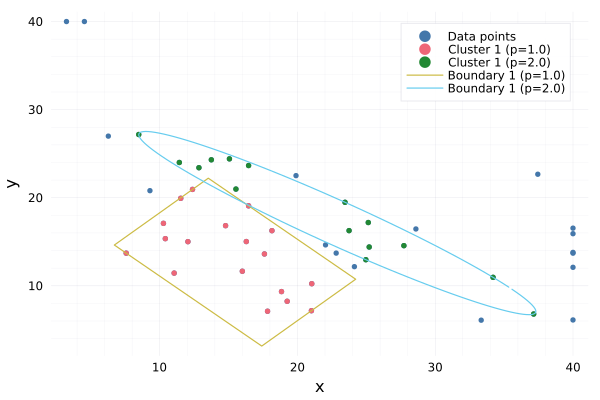 40
30
20
10
10
20
30
40
x
y
Data points
Cluster 1 (p=1.0)
Cluster 1 (p=2.0)
Boundary 1 (p=1.0)
Boundary 1 (p=2.0)